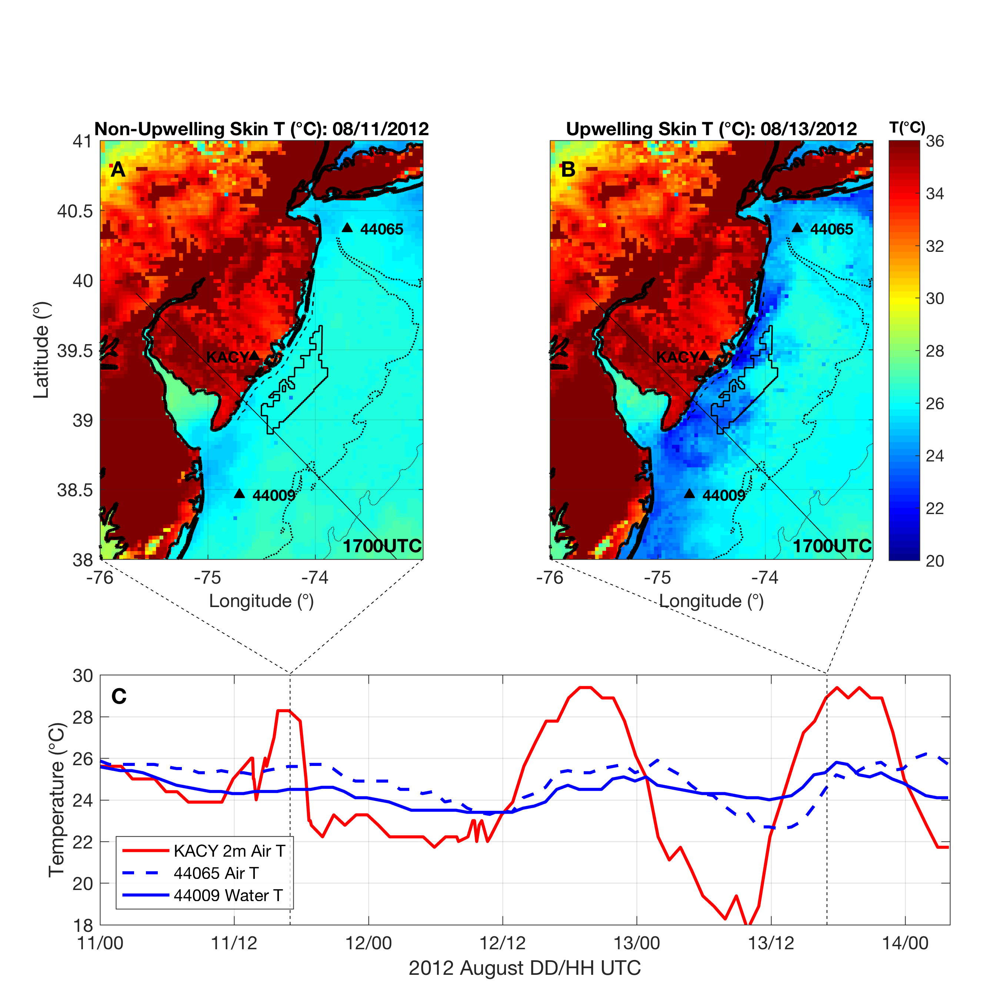 Non-Upwelling Skin T (°C): 08/11/2012
Upwelling Skin T (°C): 08/13/2012
T(°C)
A
B
41
40.5
40
39.5
39
38.5
38
Latitude (°)
44065
KACY
44009
1700UTC
-76
-75
-74
Longitude (°)
44065
KACY
44009
1700UTC
-76
-75
-74
Longitude (°)
36
34
32
30
28
26
24
22
20
C
30
28
26
24
22
20
18
Temperature (°C)
KACY 2m Air T
44065 Air T
44009 Water T
11/00
11/12
12/00
12/12
13/00
13/12
14/00
2012 August DD/HH UTC